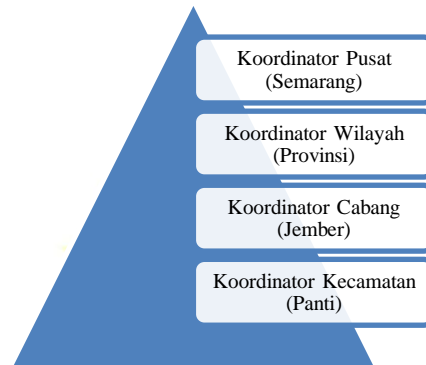 Koordinator Pusat
(Semarang)
Koordinator Wilayah
(Provinsi)
Koordinator Cabang
(Jember)
Koordinator Kecamatan
(Panti)